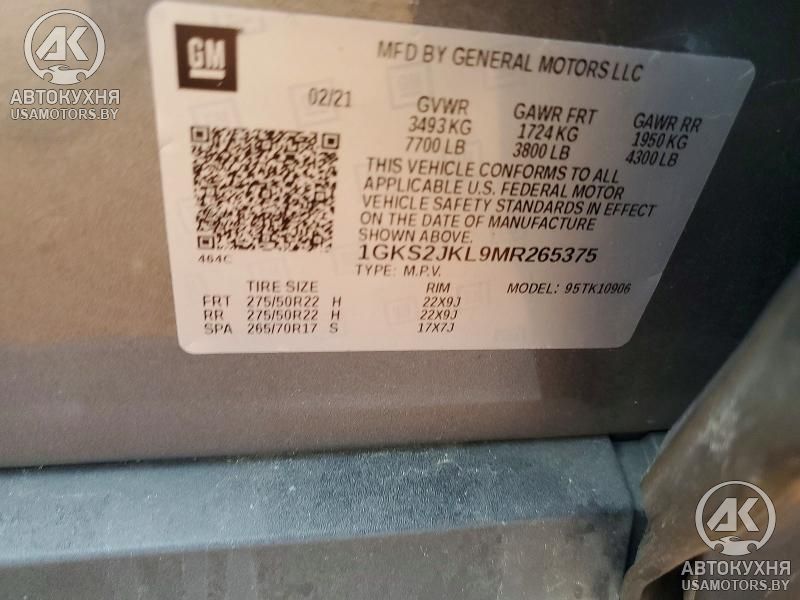 AK
АВТОКУХНЯ
USAMOTORS.BY
GM
MFD BY GENERAL MOTORS LLC
02/21 GVWR GAWR FRT GAWR RR
3493 KG 1724 KG 1950 KG
7700 LB 3800 LB 4300 LB
THIS VEHICLE CONFORMS TO ALL
APPLICABLE U.S. FEDERAL MOTOR
VEHICLE SAFETY STANDARDS IN EFFECT
ON THE DATE OF MANUFACTURE
SHOWN ABOVE.
464C
1GKS2JKL9MR265375
TYPE: M.P.V. MODEL: 95TK10906
TIRE SIZE RIM
FRT 275/50R22 H 22X9J
RR 275/50R22 H 22X9J
SPA 265/70R17 S 17X7J
AK
АВТОКУХНЯ
USAMOTORS.BY